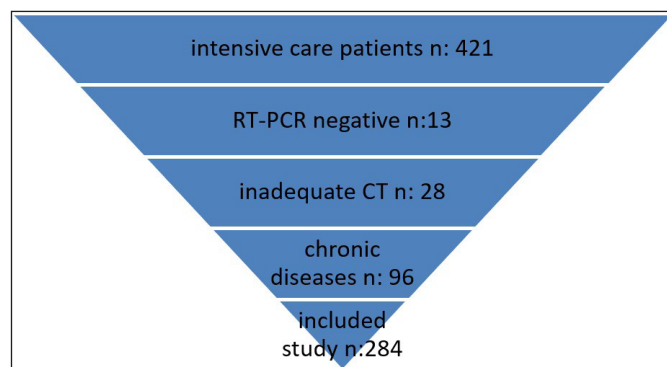 intensive care patients n: 421
RT-PCR negative n:13
inadequate CT n: 28
chronic
diseases n: 96
included
study n:284